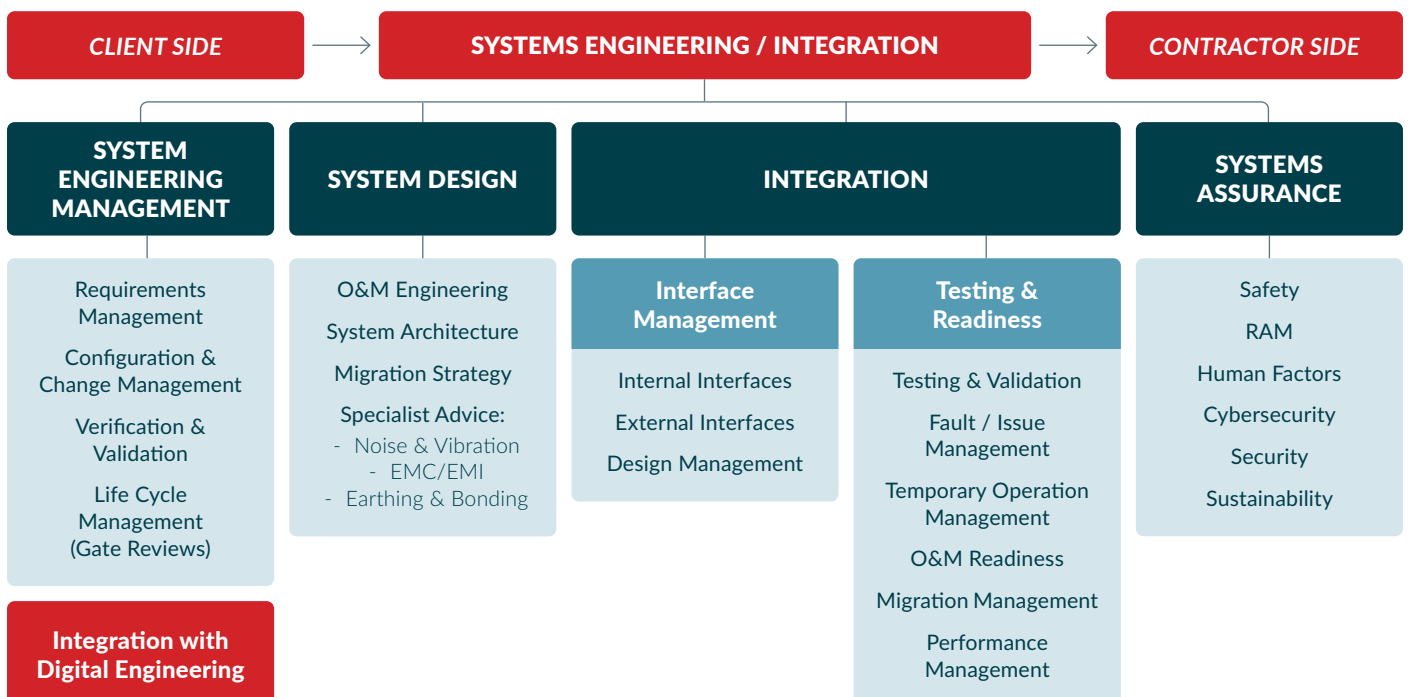 CLIENT SIDE
SYSTEMS ENGINEERING / INTEGRATION
CONTRACTOR SIDE
SYSTEM
ENGINEERING
MANAGEMENT
SYSTEM DESIGN
INTEGRATION
SYSTEMS
ASSURANCE
Requirements
Management
Configuration &
Change Management
Verification &
Validation
Life Cycle
Management
(Gate Reviews)
Integration with
Digital Engineering
O&M Engineering
System Architecture
Migration Strategy
Specialist Advice:
- Noise & Vibration
- EMC/EMI
- Earthing & Bonding
Interface
Management
Internal Interfaces
External Interfaces
Design Management
Testing &
Readiness
Testing & Validation
Fault / Issue
Management
Temporary Operation
Management
O&M Readiness
Migration Management
Performance
Management
Safety
RAM
Human Factors
Cybersecurity
Security
Sustainability